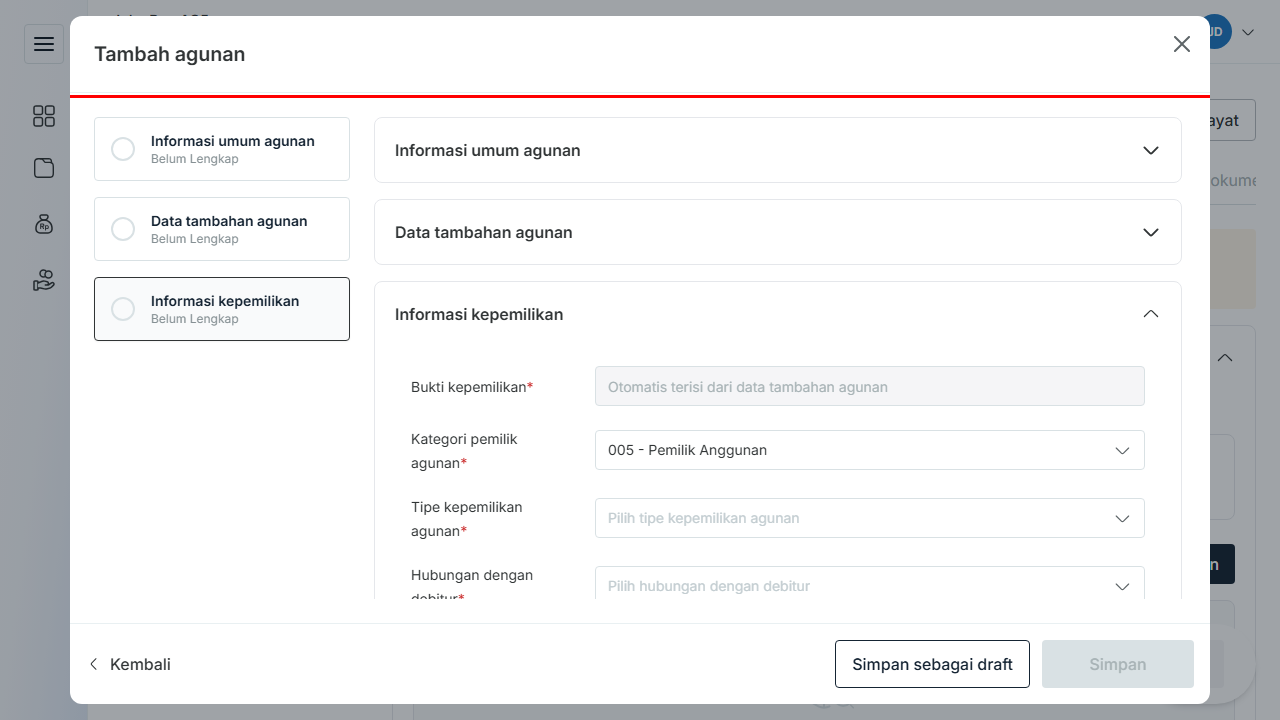 Tambah agunan
JD
ayat
okume
Informasi umum agunan
Belum Lengkap
Data tambahan agunan
Belum Lengkap
Informasi kepemilikan
Belum Lengkap
Informasi umum agunan
Data tambahan agunan
Informasi kepemilikan
Bukti kepemilikan*
Otomatis terisi dari data tambahan agunan
Kategori pemilik
agunan*
005 - Pemilik Anggunan
Tipe kepemilikan
agunan*
Pilih tipe kepemilikan agunan
Hubungan dengan
debitur*
Pilih hubungan dengan debitur
n
Kembali
Simpan sebagai draft
Simpan
Rp